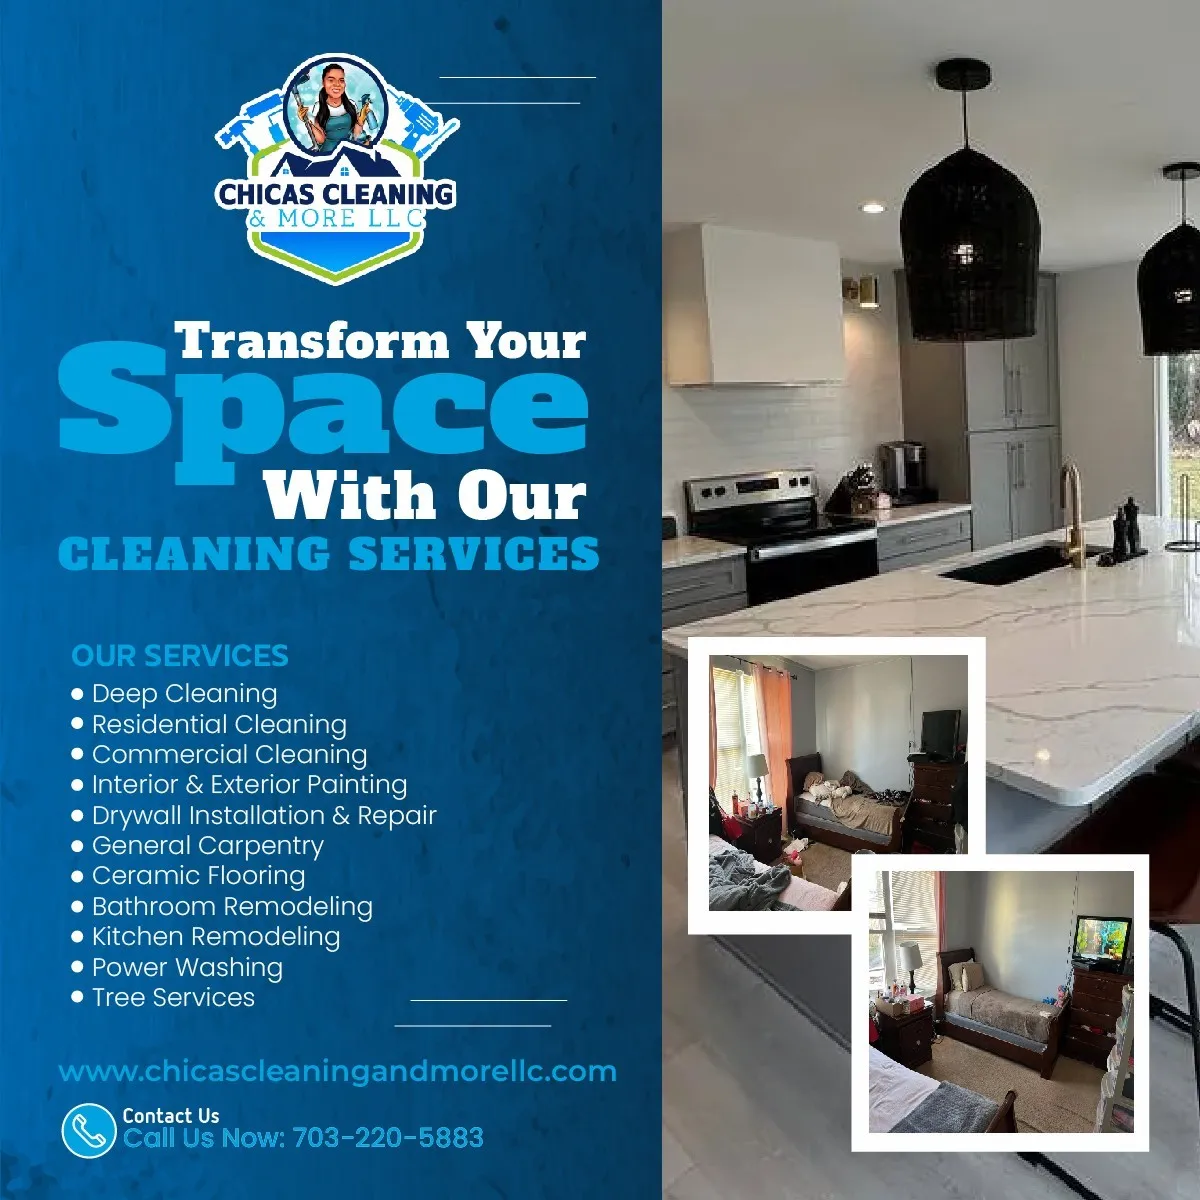 CHICAS CLEANING
& MORE LLC
Transform Your
Space
With Our
CLEANING SERVICES
OUR SERVICES
• Deep Cleaning
• Residential Cleaning
• Commercial Cleaning
• Interior & Exterior Painting
• Drywall Installation & Repair
• General Carpentry
• Ceramic Flooring
• Bathroom Remodeling
• Kitchen Remodeling
• Power Washing
• Tree Services
www.chicascleaningandmorellc.com
Contact Us
Call Us Now: 703-220-5883